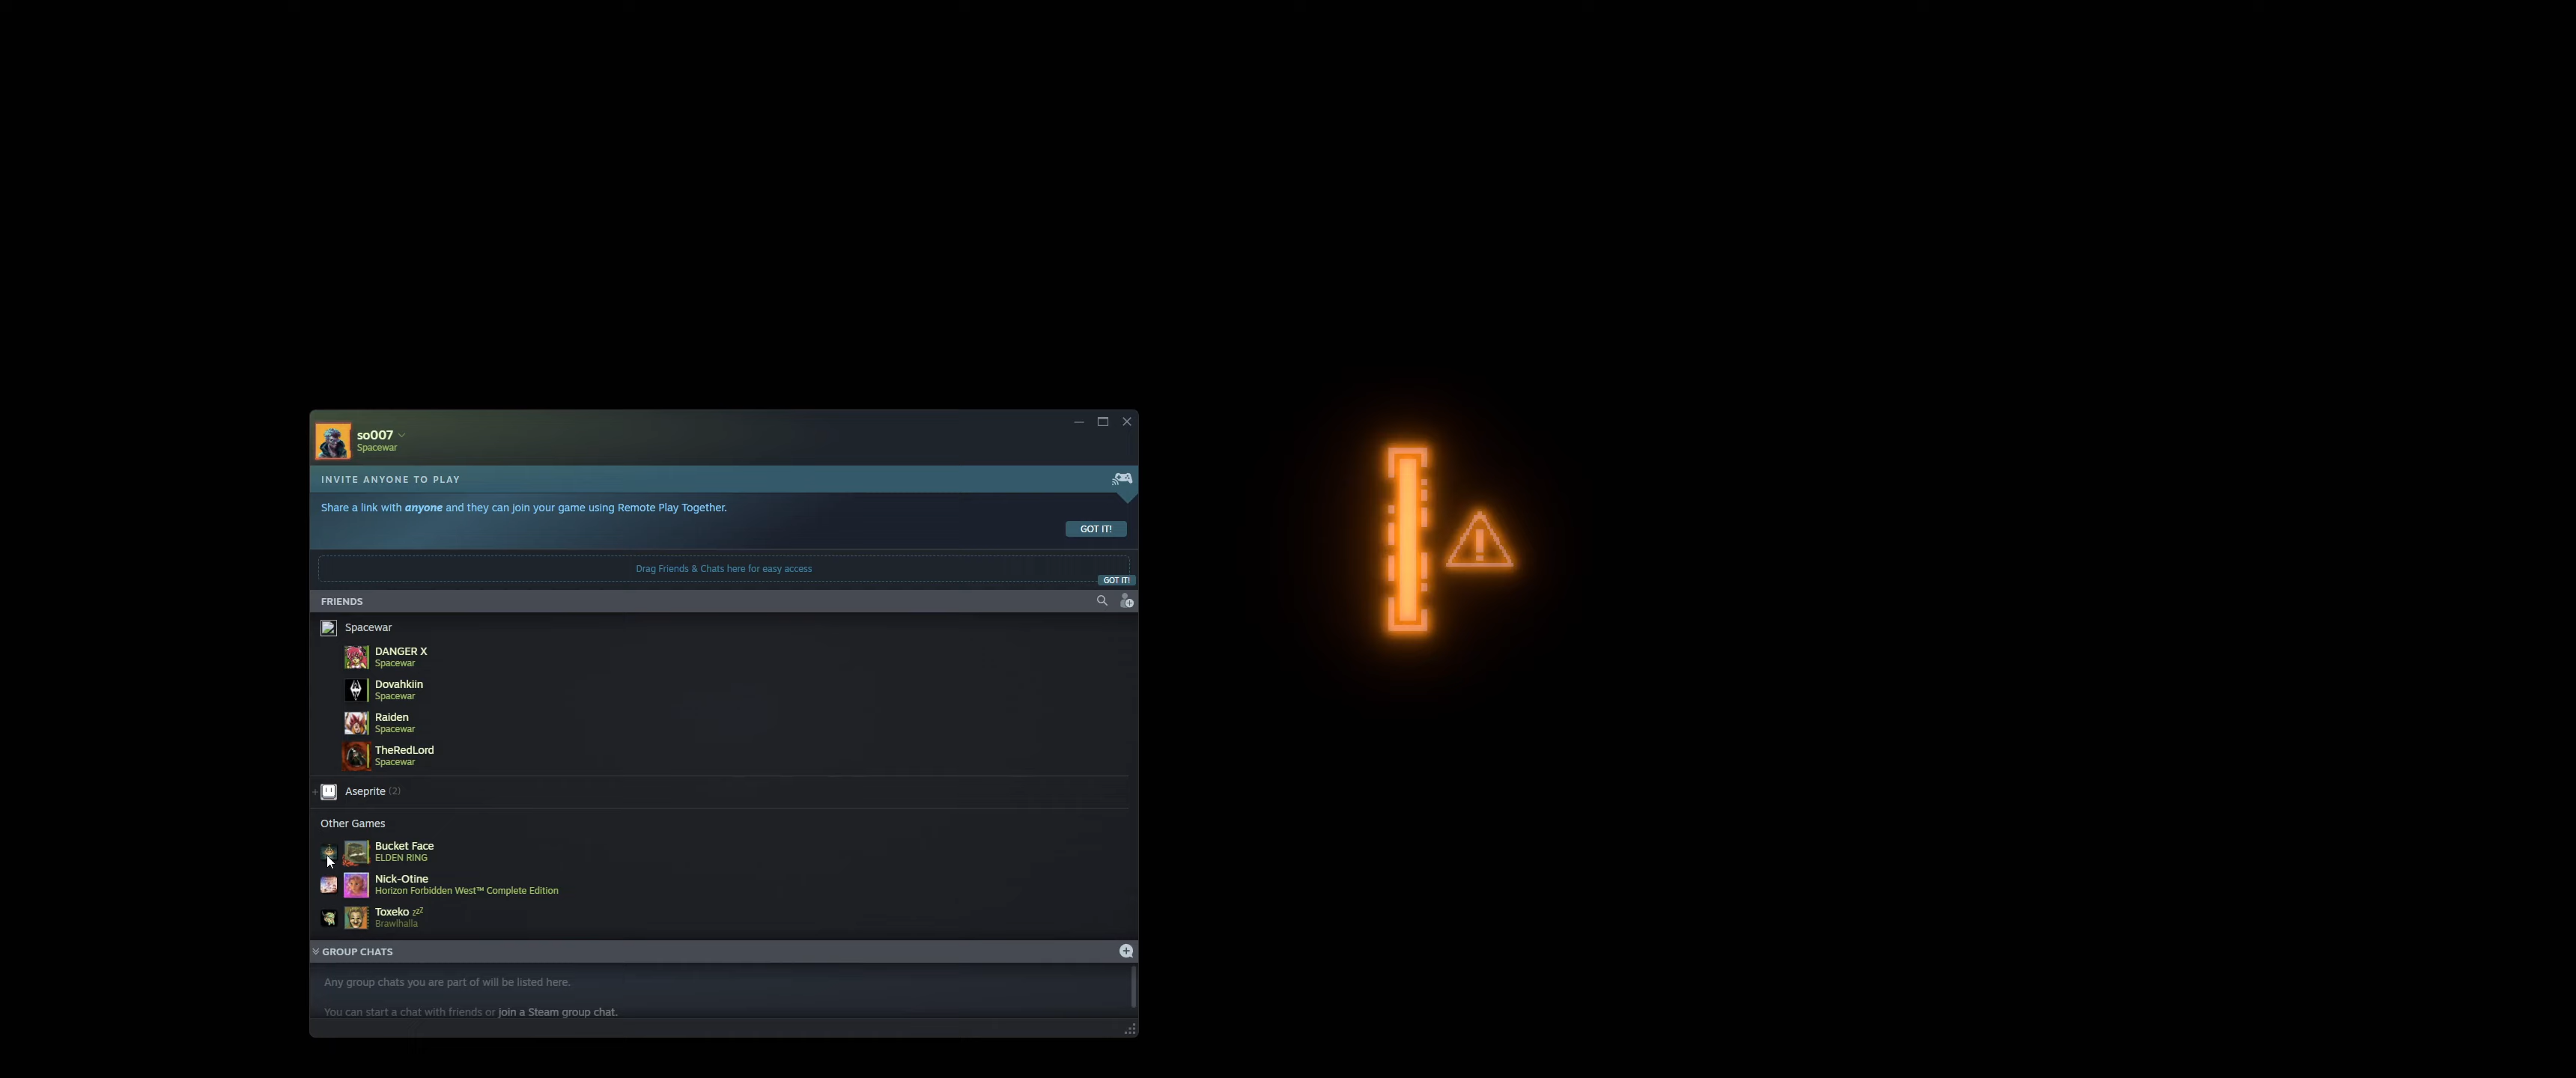 so007
Spacewar
INVITE ANYONE TO PLAY
Share a link with anyone and they can join your game using Remote Play Together.
GOT IT!
Drag Friends & Chats here for easy access
GOT IT!
FRIENDS
Spacewar
DANGER X
Spacewar
Dovahkiin
Spacewar
Raiden
Spacewar
TheRedLord
Spacewar
Aseprite (2)
Other Games
Bucket Face
ELDEN RING
Nick-Otine
Horizon Forbidden West™ Complete Edition
Toxeko zzz
Brawlhalla
GROUP CHATS
Any group chats you are part of will be listed here.
You can start a chat with friends or join a Steam group chat.